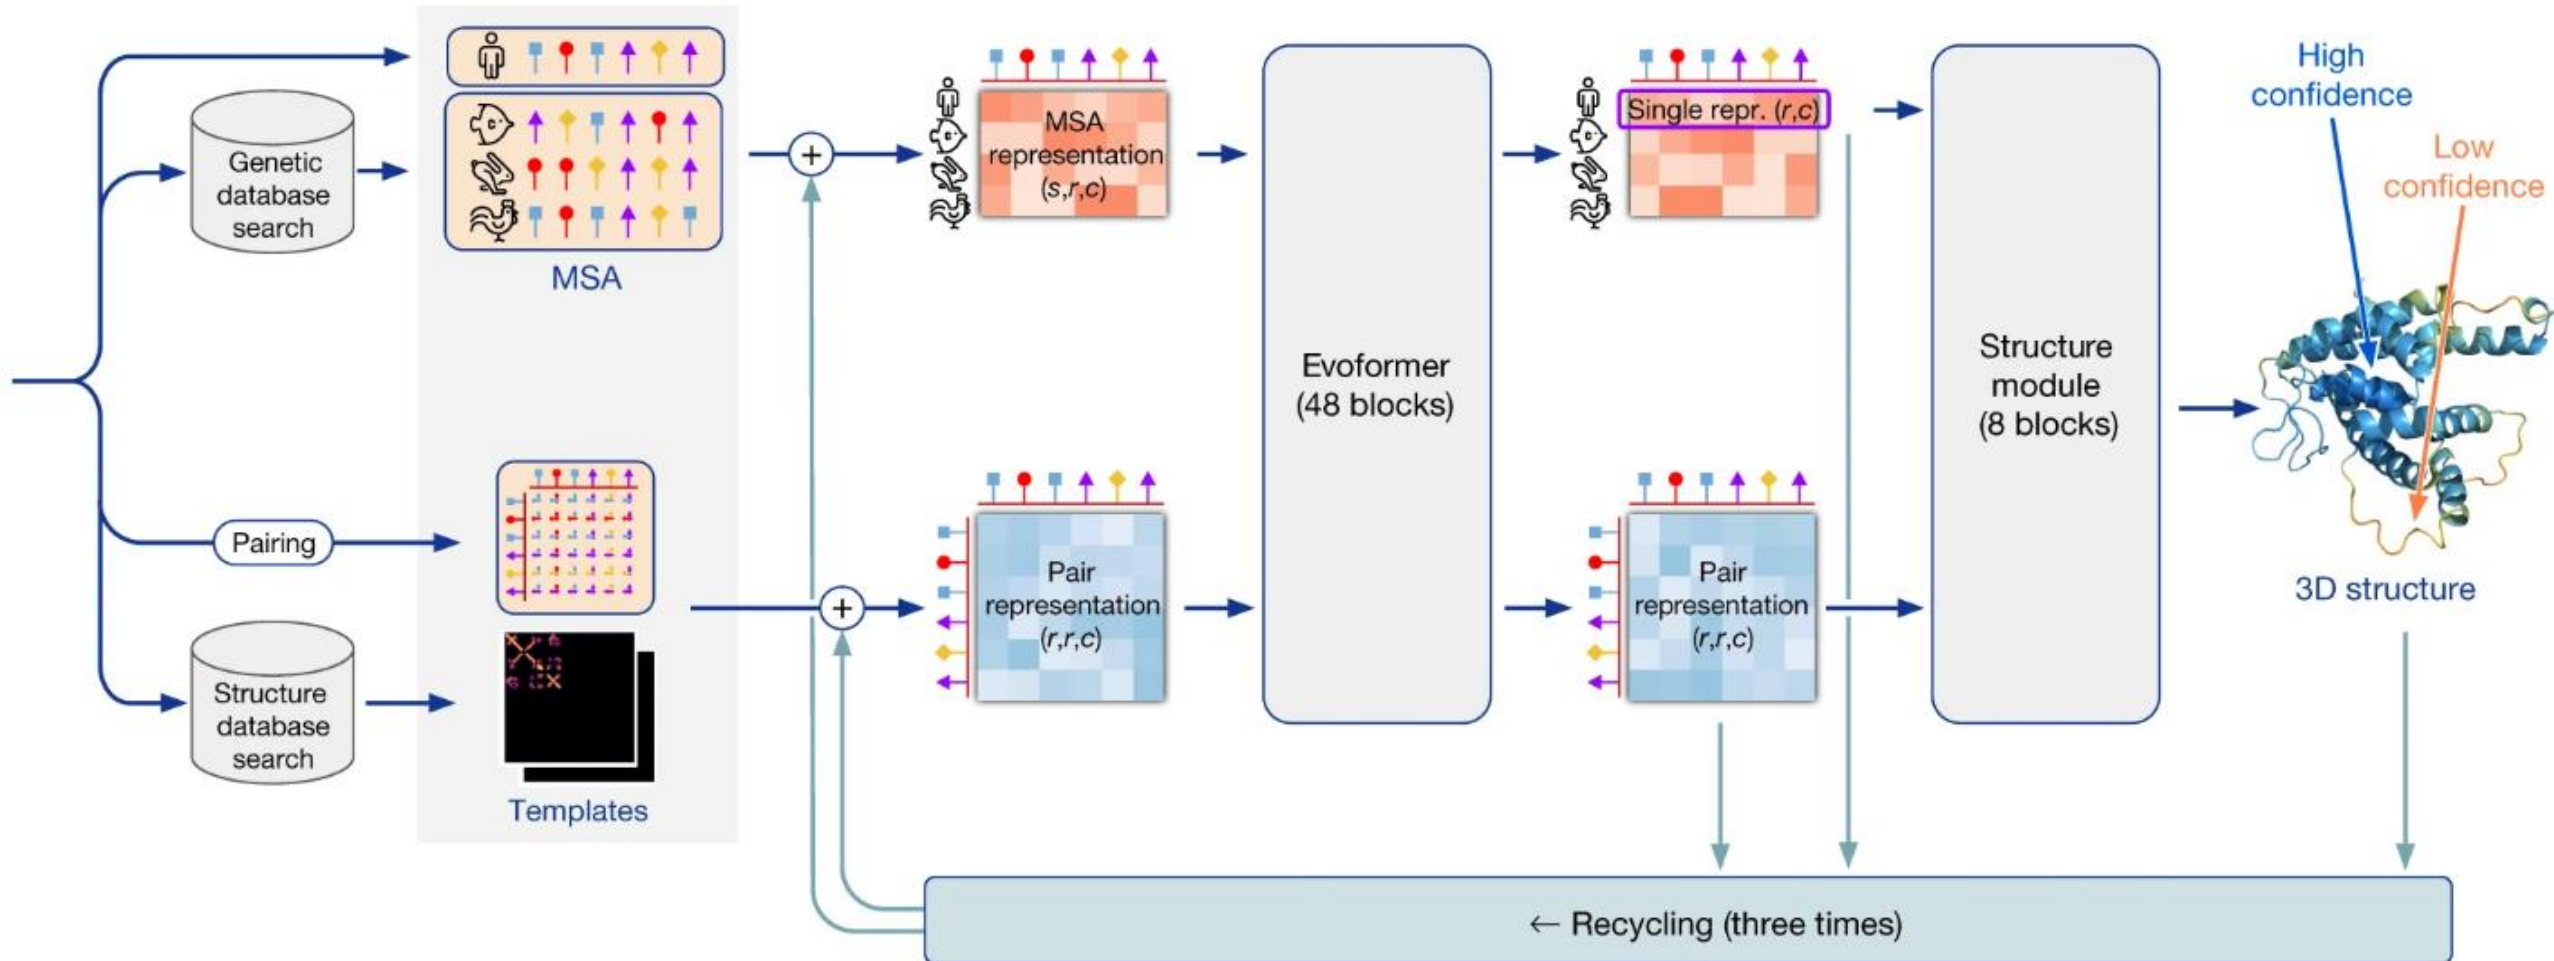 Genetic
database
search
MSA
Pairing
Structure
database
search
Templates
+
+
MSA
representation
(s,r,c)
Pair
representation
(r,r,c)
Evoformer
(48 blocks)
Single repr. (r,c)
Pair
representation
(r,r,c)
Structure
module
(8 blocks)
High
confidence
Low
confidence
3D structure
← Recycling (three times)